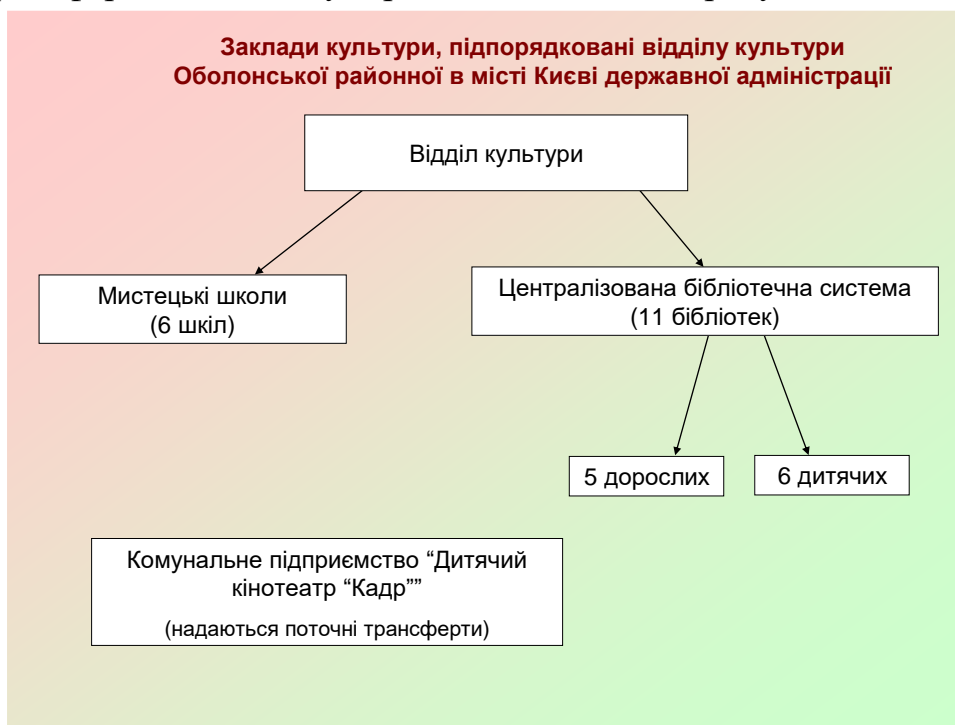 Заклади культури, підпорядковані відділу культури
Оболонської районної в місті Києві державної адміністрації
Відділ культури
Мистецькі школи
(6 шкіл)
Централізована бібліотечна система
(11 бібліотек)
5 дорослих
6 дитячих
Комунальне підприємство “Дитячий
кінотеатр “Кадр””
(надаються поточні трансферти)